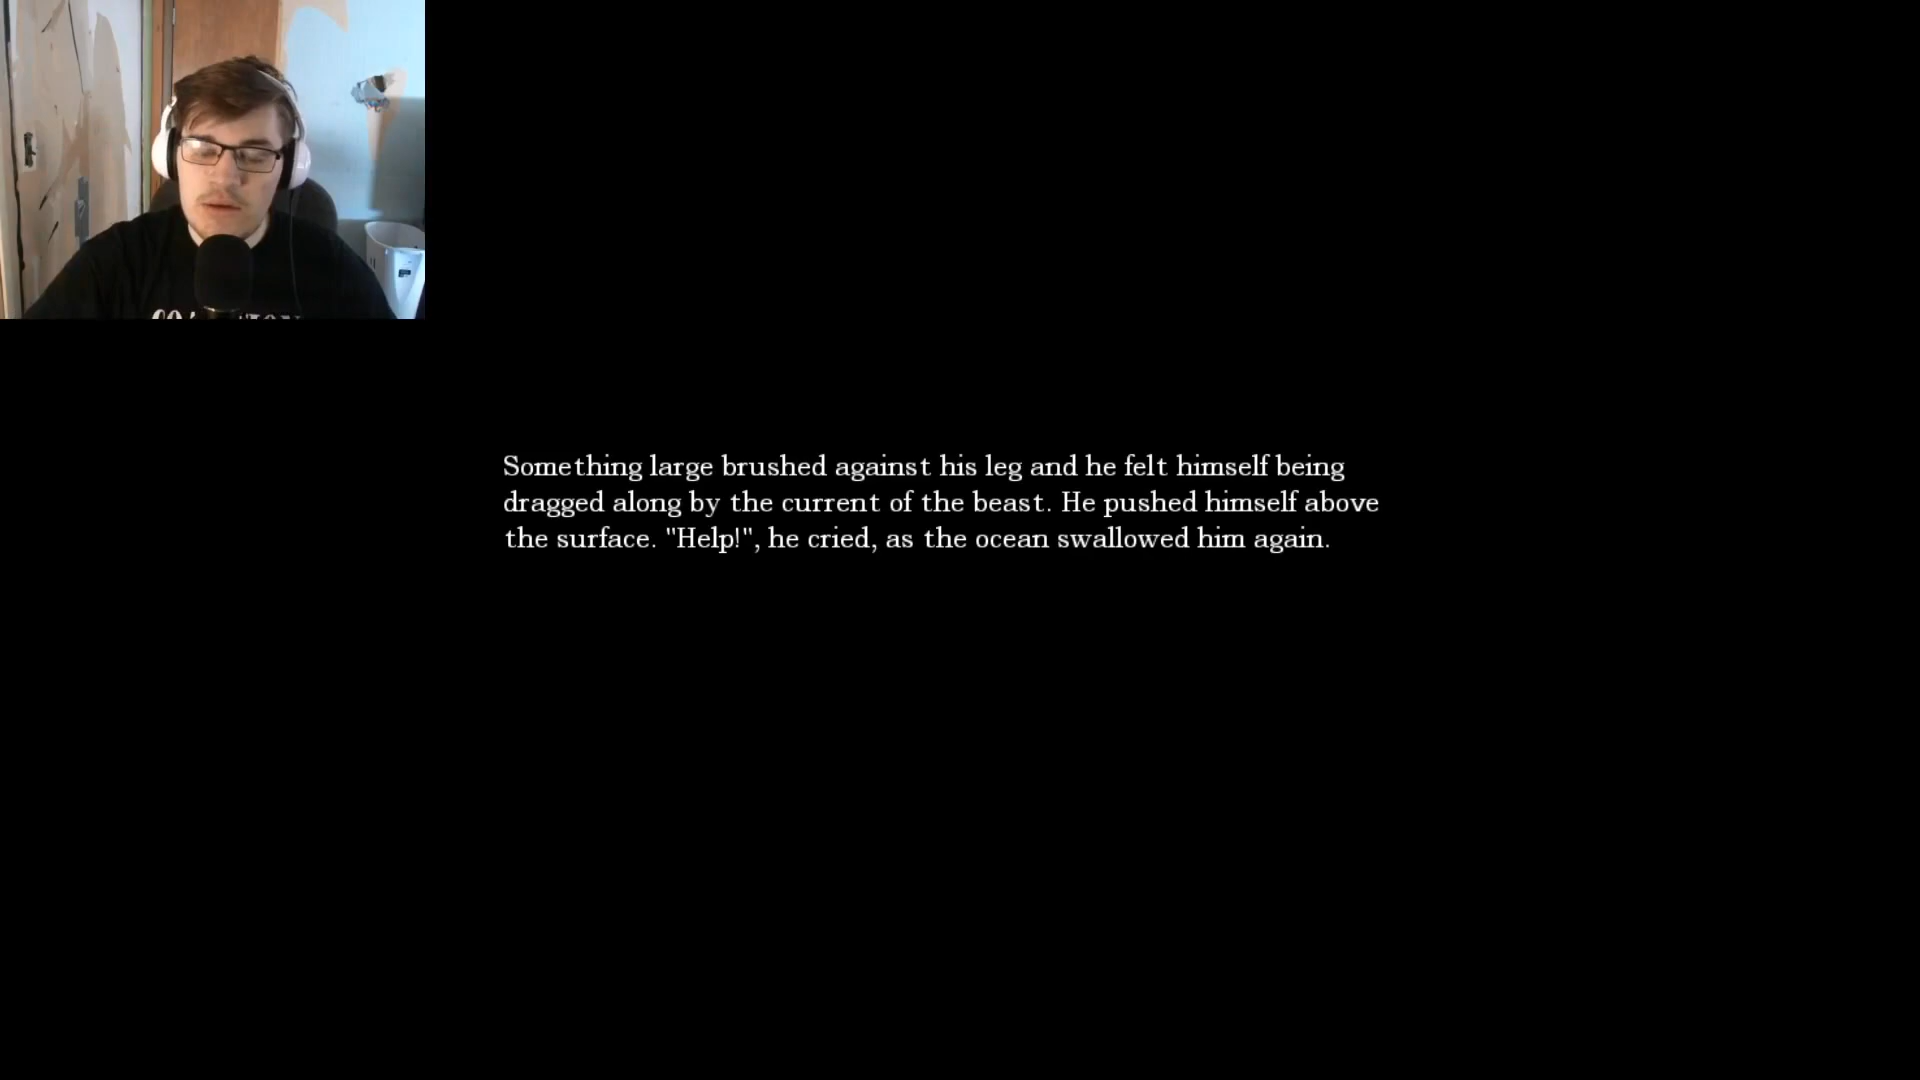 Something large brushed against his leg and he felt himself being
dragged along by the current of the beast. He pushed himself above
the surface. "Help!", he cried, as the ocean swallowed him again.